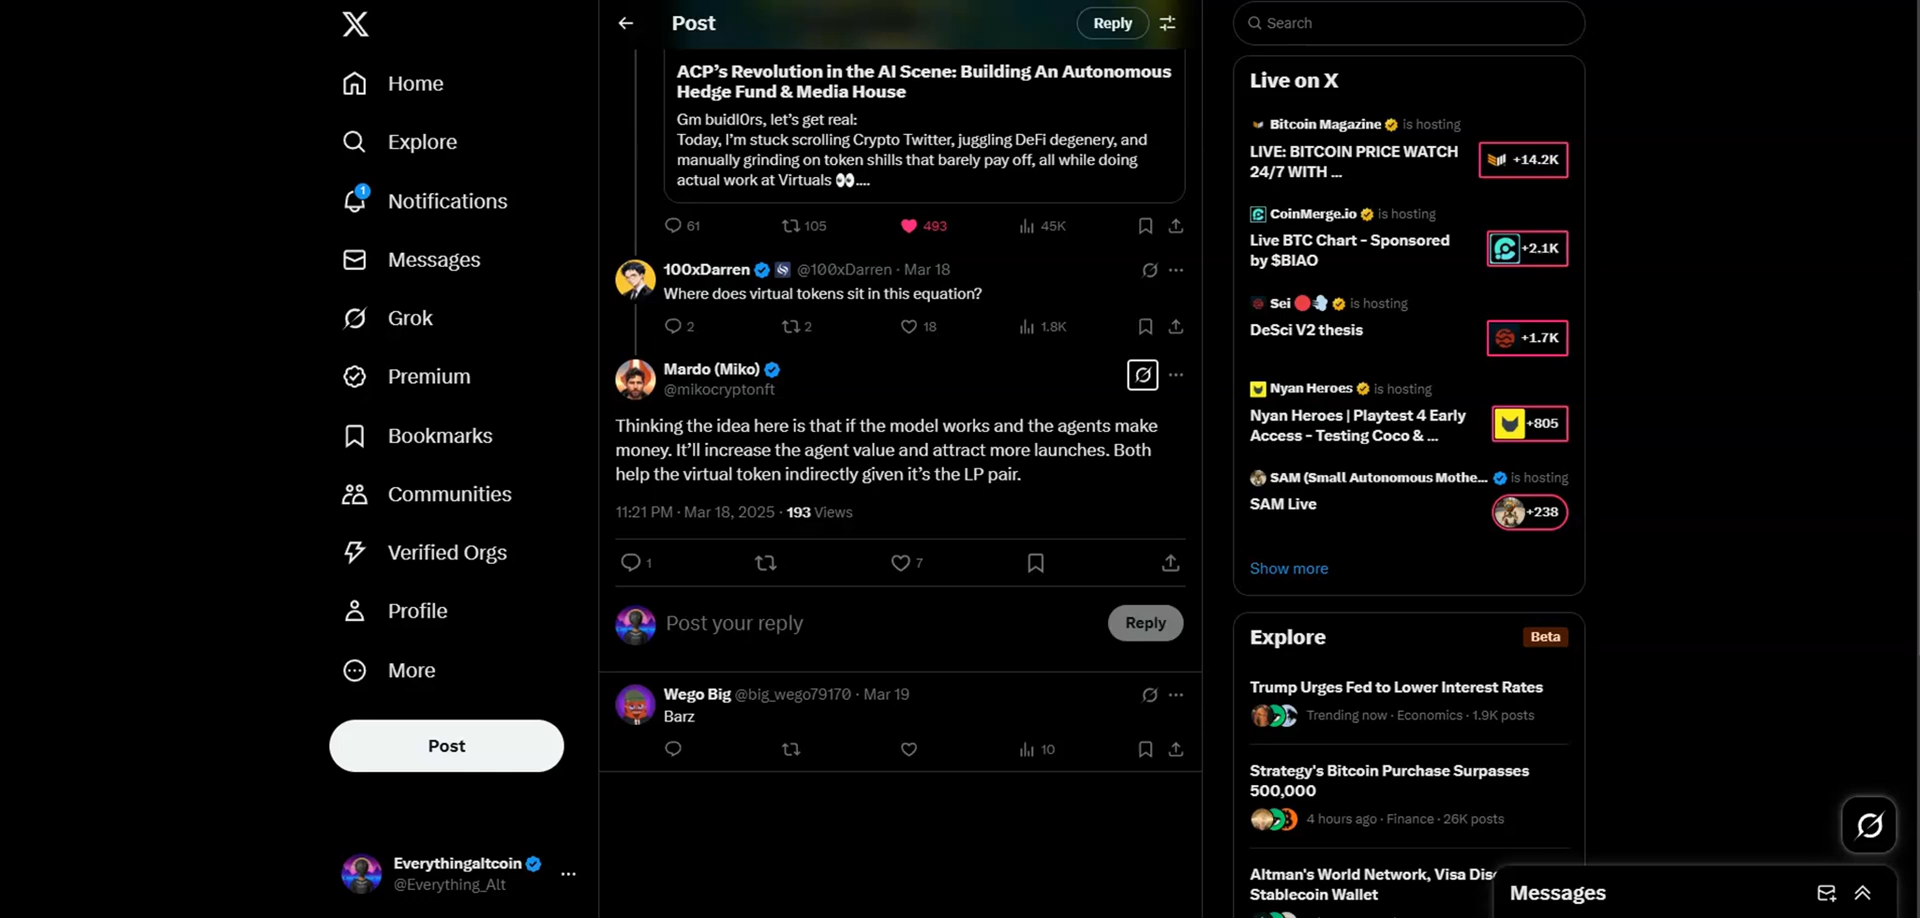 Home
Explore
1
Notifications
Messages
Grok
Premium
Bookmarks
Communities
Verified Orgs
Profile
More
Post
Everythingaltcoin
@Everything_Alt
Post
Reply
ACP's Revolution in the AI Scene: Building An Autonomous
Hedge Fund & Media House
Gm buidl0rs, let's get real:
Today, I'm stuck scrolling Crypto Twitter, juggling DeFi degenery, and
manually grinding on token shills that barely pay off, all while doing
actual work at Virtuals 👀....
61 105 493 45K
100xDarren @100xDarren · Mar 18
Where does virtual tokens sit in this equation?
2 2 18 1.8K
Mardo (Miko)
@mikocryptonft
Thinking the idea here is that if the model works and the agents make
money. It'll increase the agent value and attract more launches. Both
help the virtual token indirectly given it's the LP pair.
11:21 PM · Mar 18, 2025 · 193 Views
1 7
Post your reply
Reply
Wego Big @big_wego79170 · Mar 19
Barz
10
Search
Live on X
Bitcoin Magazine is hosting
LIVE: BITCOIN PRICE WATCH
24/7 WITH ...
+14.2K
CoinMerge.io is hosting
Live BTC Chart - Sponsored
by $BIAO
+2.1K
Sei 🔴💨 is hosting
DeSci V2 thesis
+1.7K
Nyan Heroes is hosting
Nyan Heroes | Playtest 4 Early
Access - Testing Coco & ...
+805
SAM (Small Autonomous Mothe... is hosting
SAM Live
+238
Show more
Explore
Beta
Trump Urges Fed to Lower Interest Rates
Trending now · Economics · 1.9K posts
Strategy's Bitcoin Purchase Surpasses
500,000
4 hours ago · Finance · 26K posts
Altman's World Network, Visa Disc
Stablecoin Wallet
Messages